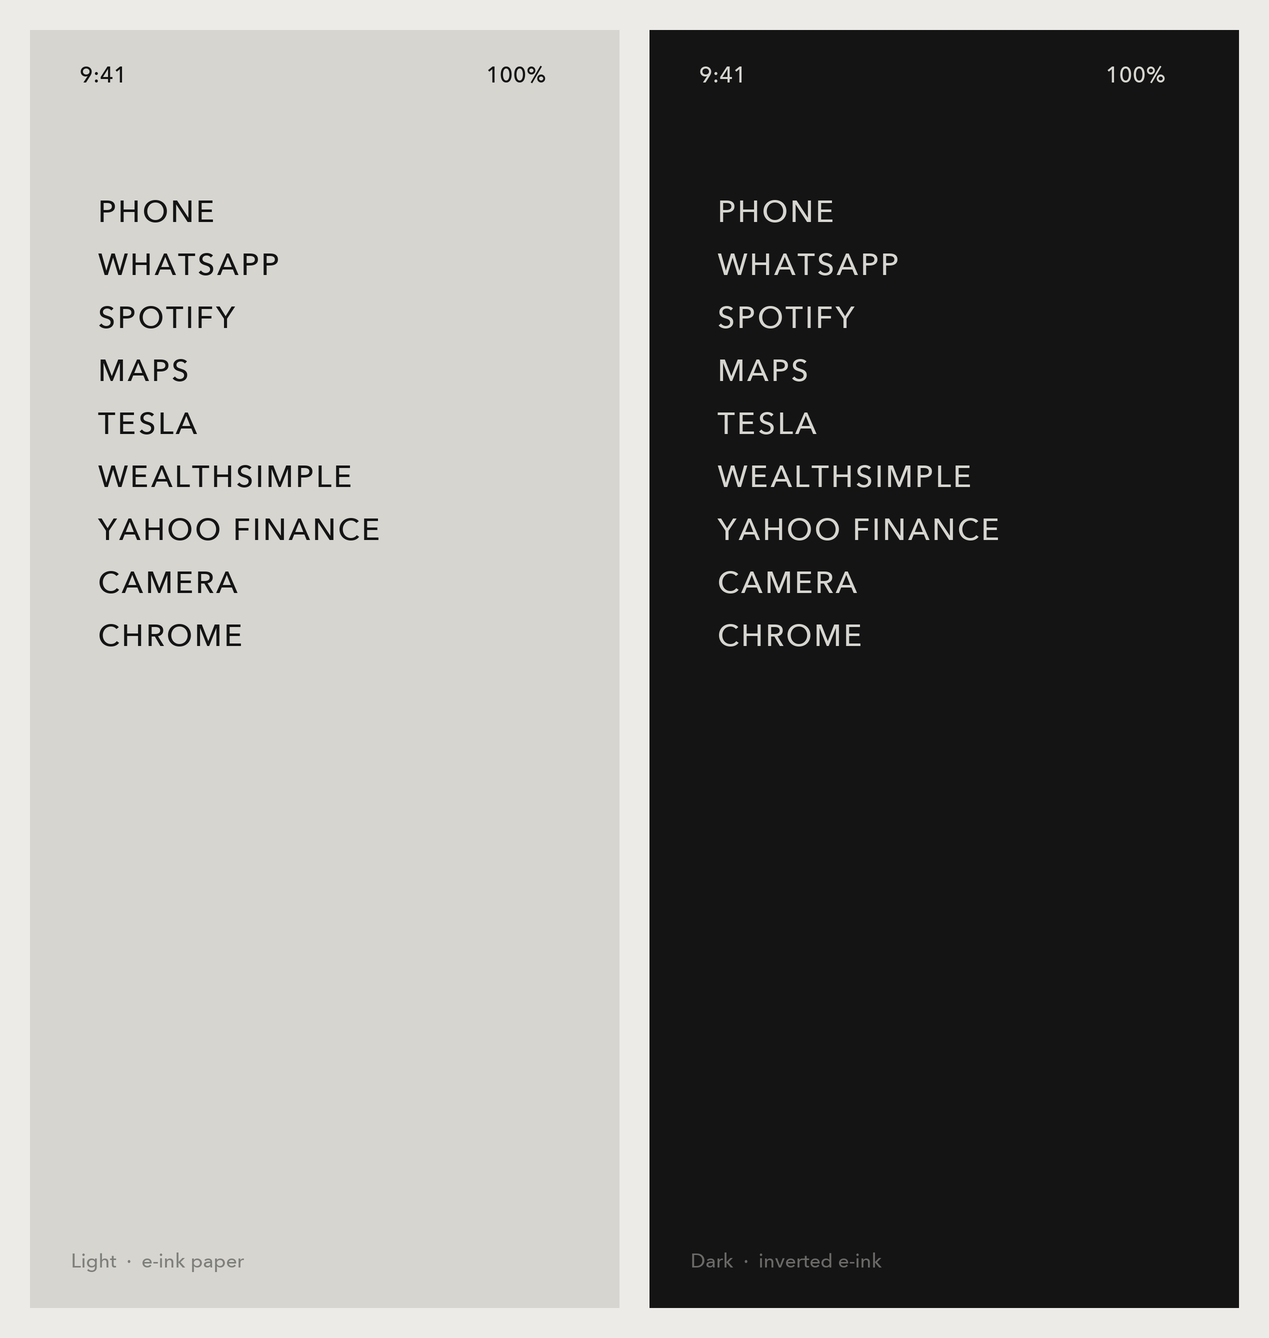 9:41 100%
PHONE
WHATSAPP
SPOTIFY
MAPS
TESLA
WEALTHSIMPLE
YAHOO FINANCE
CAMERA
CHROME
Light · e-ink paper
9:41 100%
PHONE
WHATSAPP
SPOTIFY
MAPS
TESLA
WEALTHSIMPLE
YAHOO FINANCE
CAMERA
CHROME
Dark · inverted e-ink